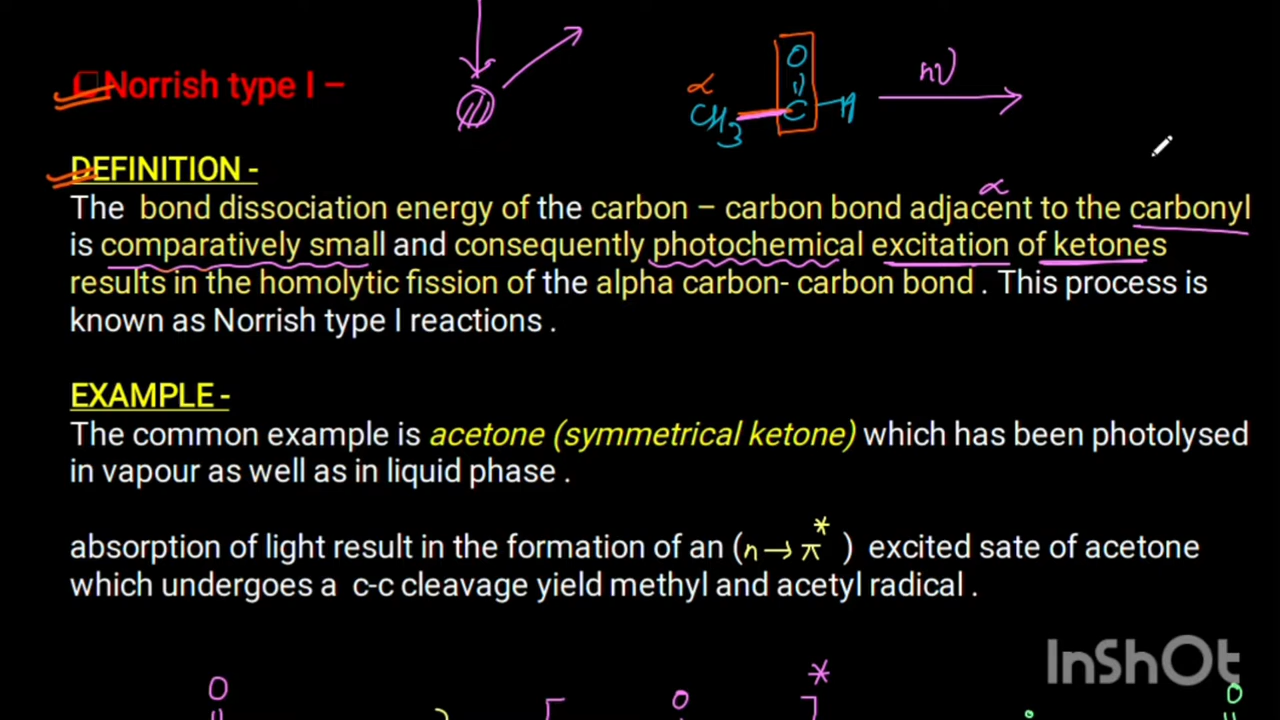 Norrish type I –
O
α
CH3 – C – H
hν
DEFINITION -
α
The bond dissociation energy of the carbon – carbon bond adjacent to the carbonyl
is comparatively small and consequently photochemical excitation of ketones
results in the homolytic fission of the alpha carbon- carbon bond . This process is
known as Norrish type I reactions .
EXAMPLE -
The common example is acetone (symmetrical ketone) which has been photolysed
in vapour as well as in liquid phase .
absorption of light result in the formation of an (n → π* ) excited sate of acetone
which undergoes a c-c cleavage yield methyl and acetyl radical .
InShOt
O O * O